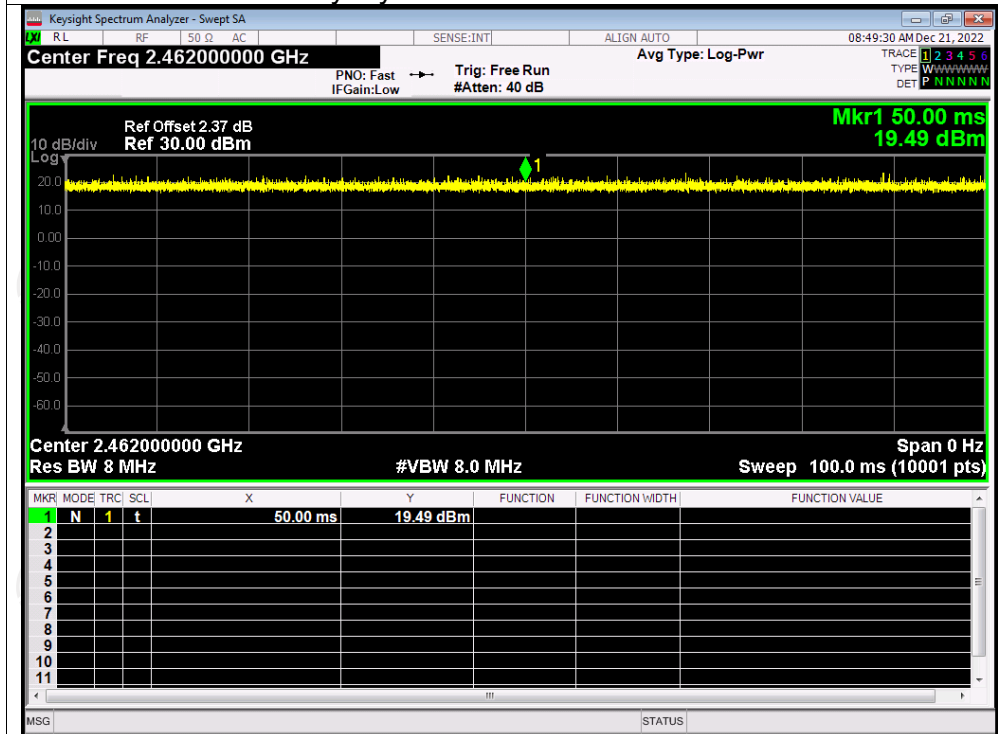 Keysight Spectrum Analyzer - Swept SA
LXI RL RF 50 Ω AC SENSE:INT ALIGN AUTO 08:49:30 AM Dec 21, 2022
Center Freq 2.462000000 GHz Avg Type: Log-Pwr TRACE 1 2 3 4 5 6
PNO: Fast Trig: Free Run TYPE WWWWWW
IFGain:Low #Atten: 40 dB DET P N N N N N
Mkr1 50.00 ms
Ref Offset 2.37 dB
10 dB/div Ref 30.00 dBm 19.49 dBm
Log
1
20.0
10.0
0.00
-10.0
-20.0
-30.0
-40.0
-50.0
-60.0
Center 2.462000000 GHz Span 0 Hz
Res BW 8 MHz #VBW 8.0 MHz Sweep 100.0 ms (10001 pts)
MKR MODE TRC SCL X Y FUNCTION FUNCTION WIDTH FUNCTION VALUE
1 N 1 t 50.00 ms 19.49 dBm
2
3
4
5
6
7
8
9
10
11
MSG STATUS